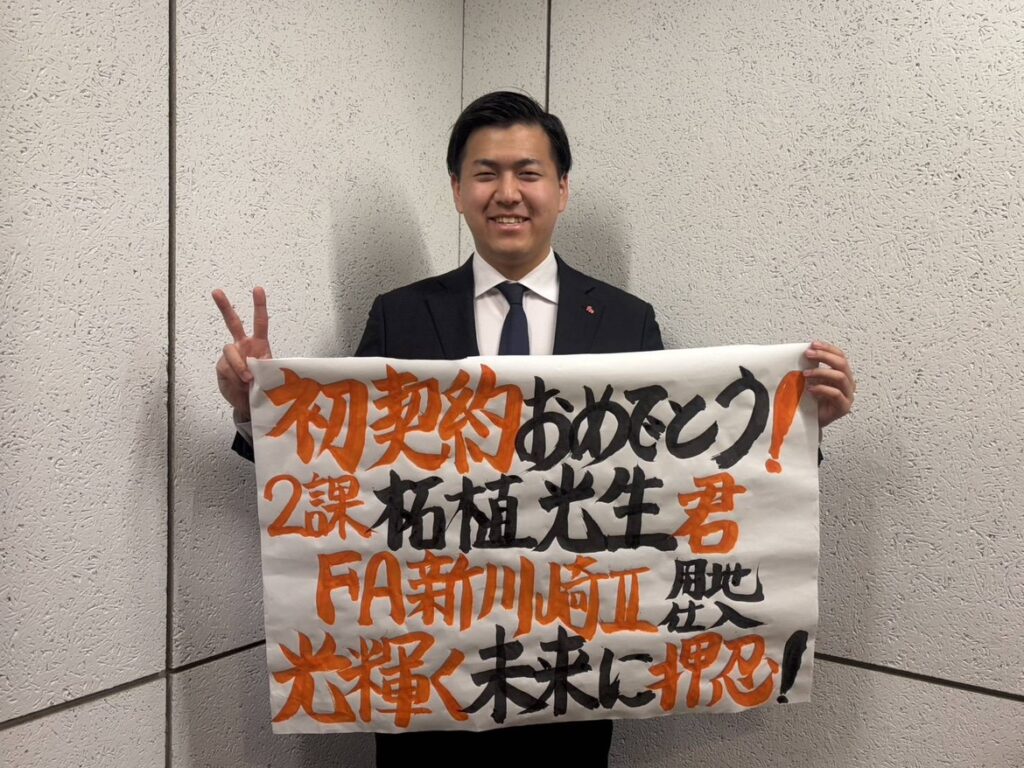 初契約おめでとう!
2課 柘植光生君
FA新川崎Ⅱ 用地仕入
光輝く未来に押忍!